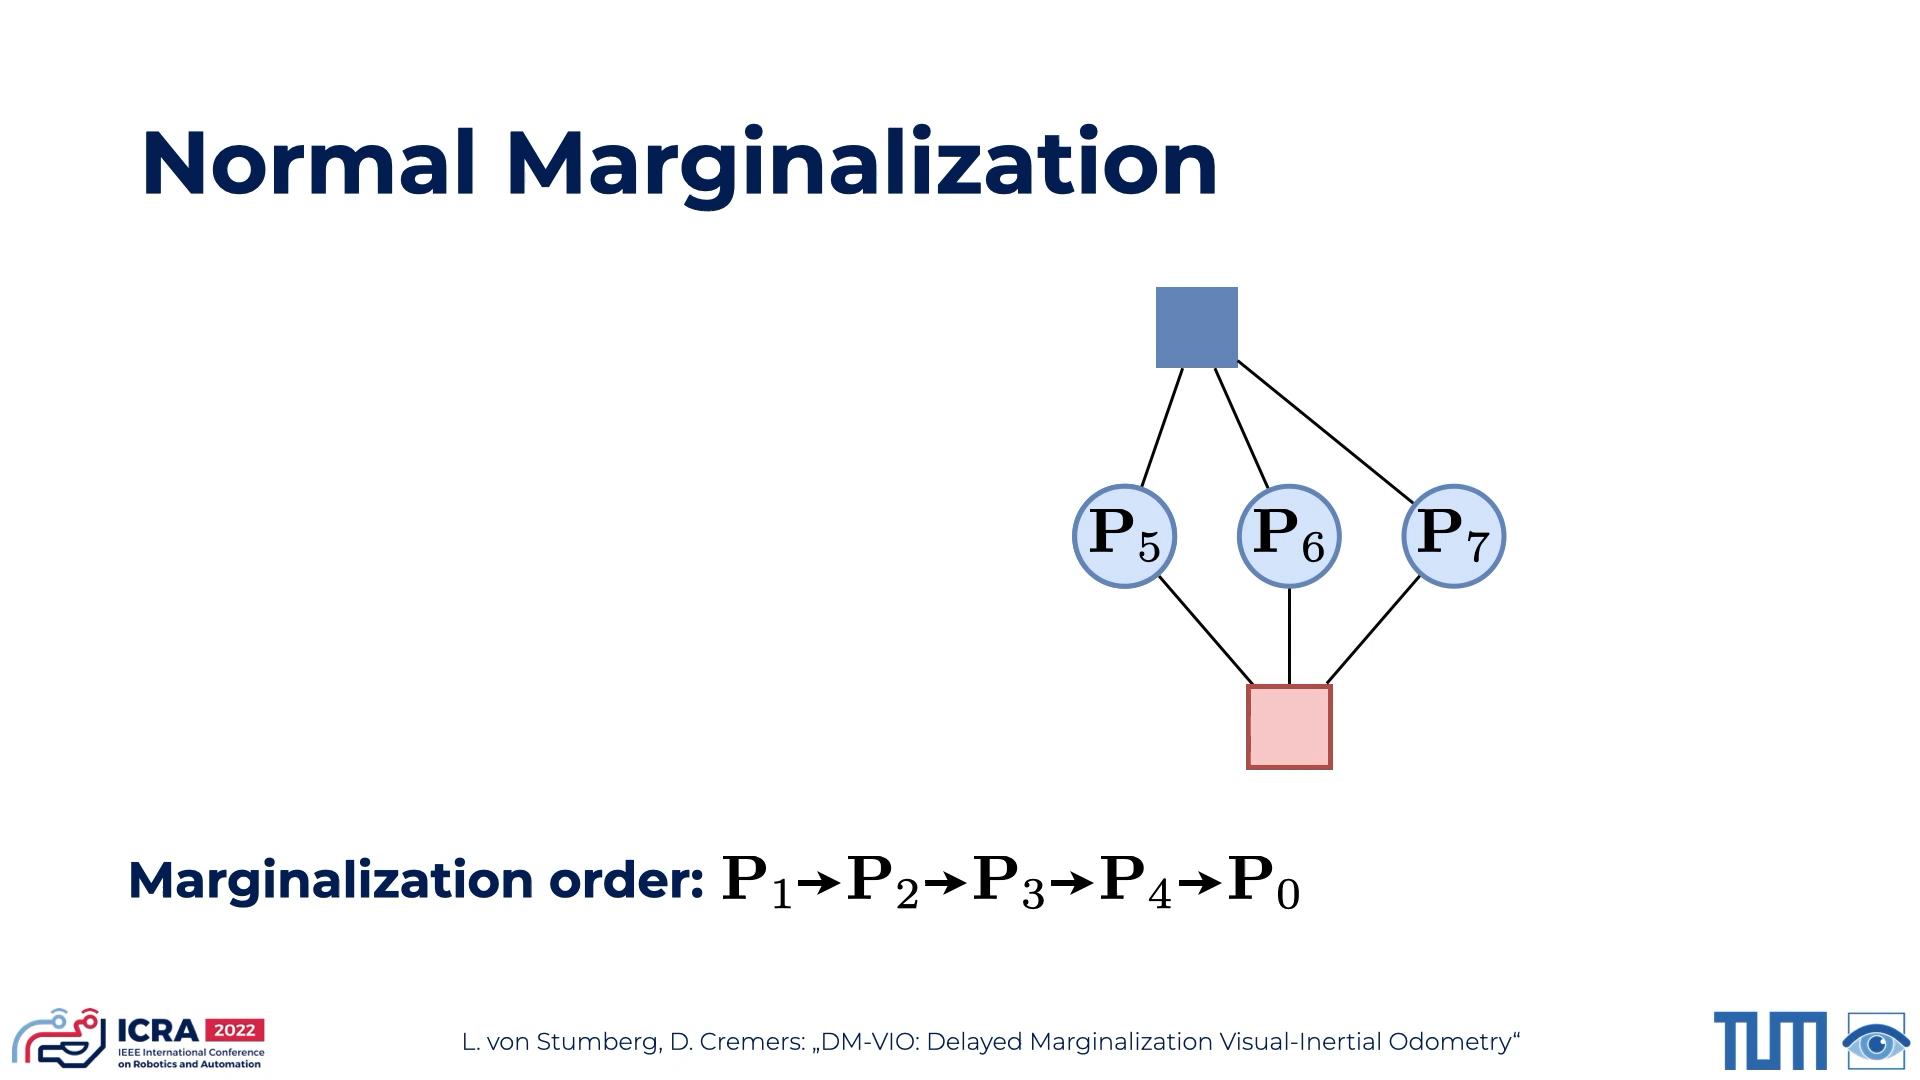 Normal Marginalization
P5 P6 P7
Marginalization order: P1→P2→P3→P4→P0
ICRA 2022
IEEE International Conference
on Robotics and Automation
L. von Stumberg, D. Cremers: „DM-VIO: Delayed Marginalization Visual-Inertial Odometry“
TUM